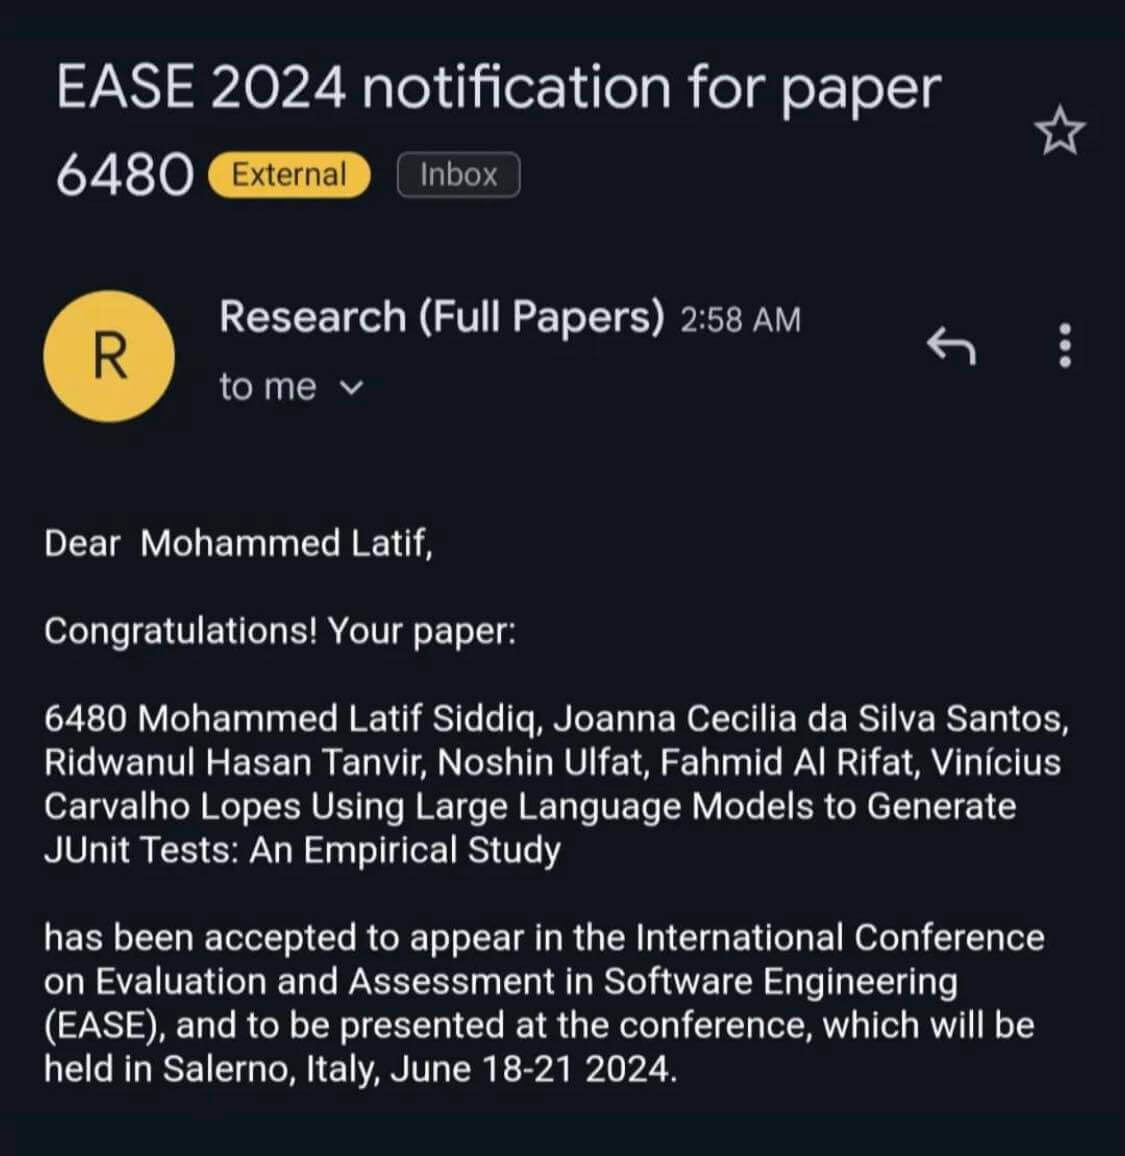 EASE 2024 notification for paper
6480 External Inbox
R
Research (Full Papers) 2:58 AM
to me
Dear Mohammed Latif,
Congratulations! Your paper:
6480 Mohammed Latif Siddiq, Joanna Cecilia da Silva Santos,
Ridwanul Hasan Tanvir, Noshin Ulfat, Fahmid Al Rifat, Vinícius
Carvalho Lopes Using Large Language Models to Generate
JUnit Tests: An Empirical Study
has been accepted to appear in the International Conference
on Evaluation and Assessment in Software Engineering
(EASE), and to be presented at the conference, which will be
held in Salerno, Italy, June 18-21 2024.